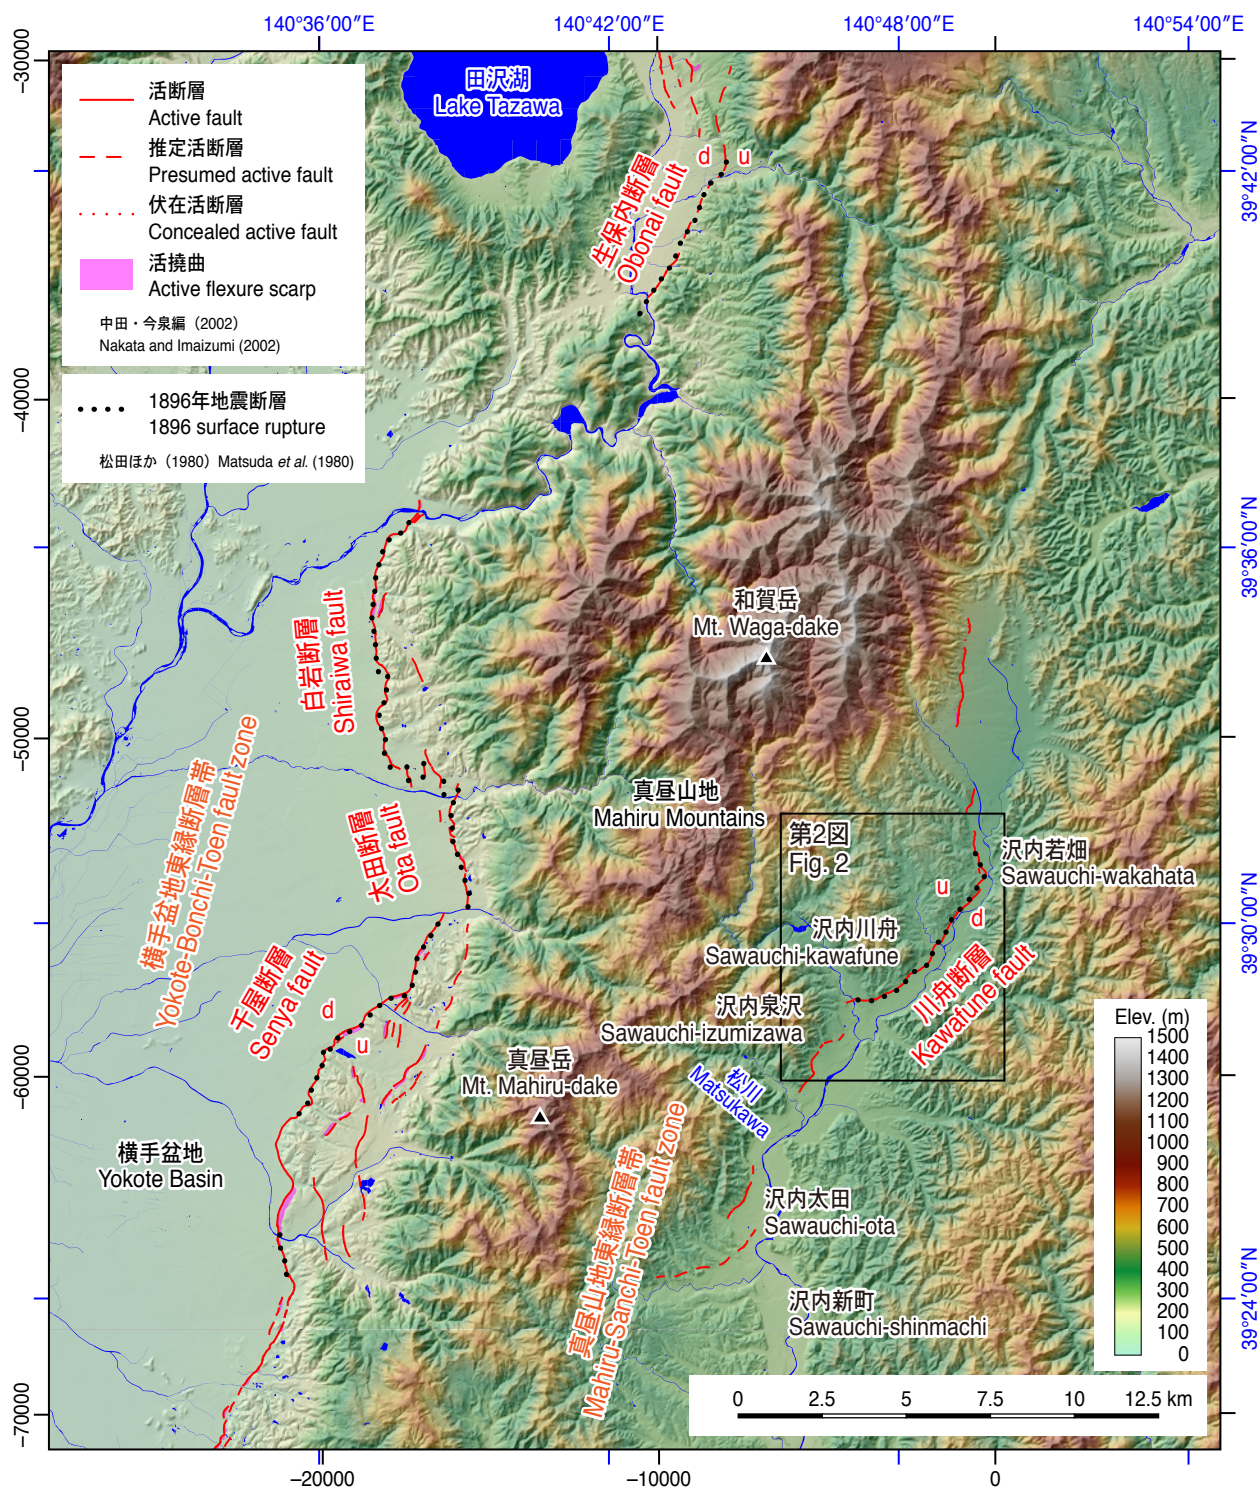 140°36′00″E
140°42′00″E
140°48′00″E
140°54′00″E
−30000
−40000
−50000
−60000
−70000
39°42′00″N
39°36′00″N
39°30′00″N
39°24′00″N
−20000
−10000
0
活断層
Active fault
推定活断層
Presumed active fault
伏在活断層
Concealed active fault
活撓曲
Active flexure scarp
中田・今泉編（2002）
Nakata and Imaizumi (2002)
1896年地震断層
1896 surface rupture
松田ほか（1980）Matsuda et al. (1980)
田沢湖
Lake Tazawa
d
u
生保内断層
Obonai fault
和賀岳
Mt. Waga-dake
白岩断層
Shiraiwa fault
横手盆地東縁断層帯
Yokote-Bonchi-Toen fault zone
太田断層
Ota fault
真昼山地
Mahiru Mountains
第2図
Fig. 2
沢内若畑
Sawauchi-wakahata
u
d
沢内川舟
Sawauchi-kawafune
川舟断層
Kawafune fault
千屋断層
Senya fault
d
u
沢内泉沢
Sawauchi-izumizawa
真昼岳
Mt. Mahiru-dake
松川
Matsukawa
横手盆地
Yokote Basin
真昼山地東縁断層帯
Mahiru-Sanchi-Toen fault zone
沢内太田
Sawauchi-ota
沢内新町
Sawauchi-shinmachi
Elev. (m)
1500
1400
1300
1200
1100
1000
900
800
700
600
500
400
300
200
100
0
0 2.5 5 7.5 10 12.5 km